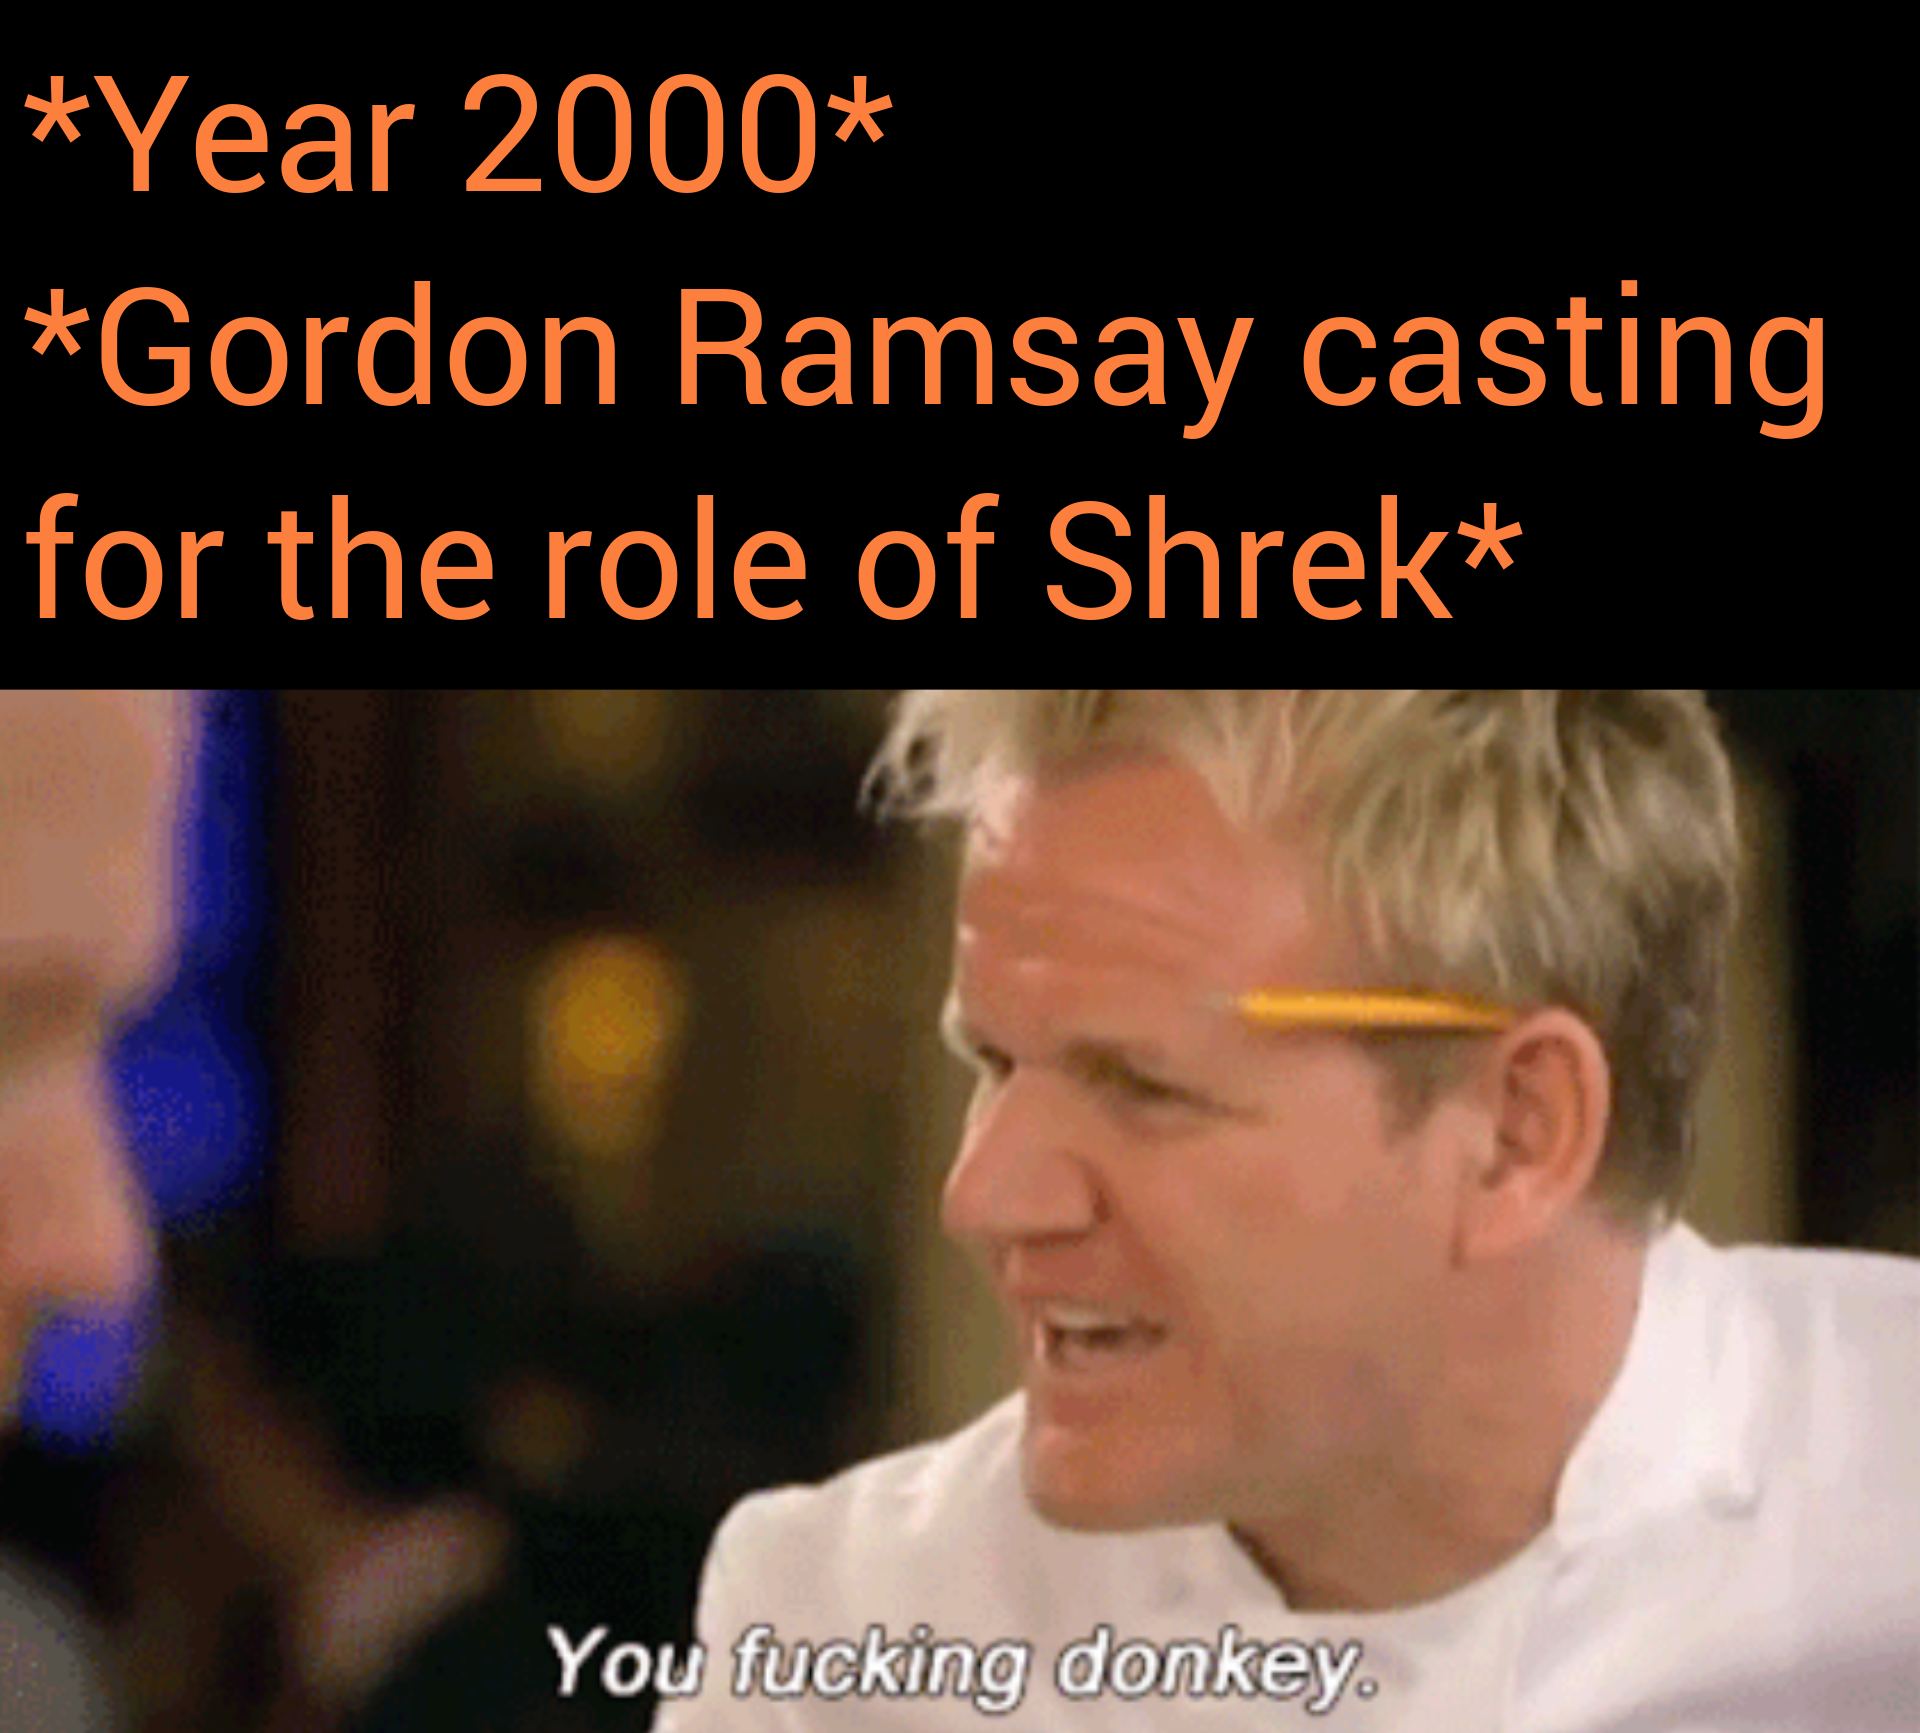 *Year 2000*
*Gordon Ramsay casting
for the role of Shrek*
You fucking donkey.